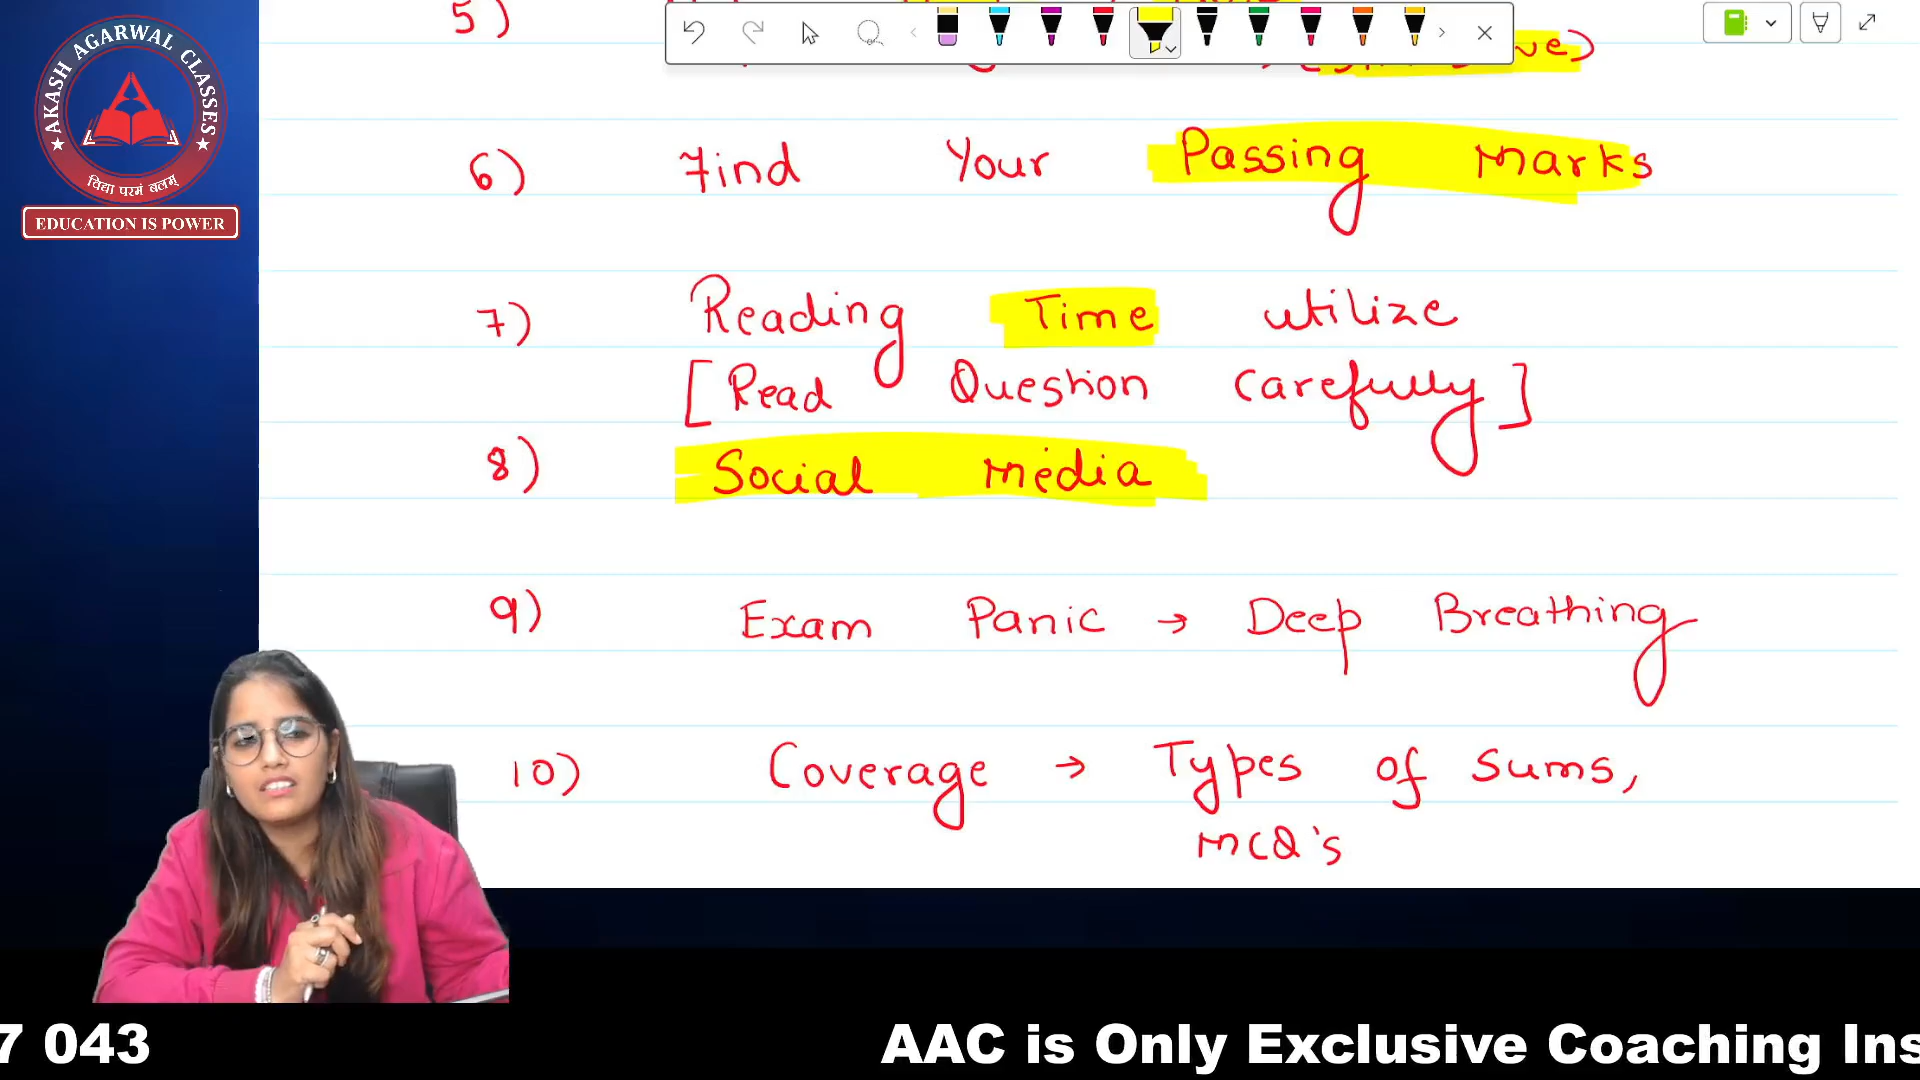 5)
ve)
6) Find Your Passing Marks
7) Reading Time utilize
[Read Question carefully]
8) Social media
9) Exam Panic → Deep Breathing
10) Coverage → Types of sums,
MCQ's
AKASH AGARWAL CLASSES
विद्या परमं बलम्
EDUCATION IS POWER
7 043
AAC is Only Exclusive Coaching Ins